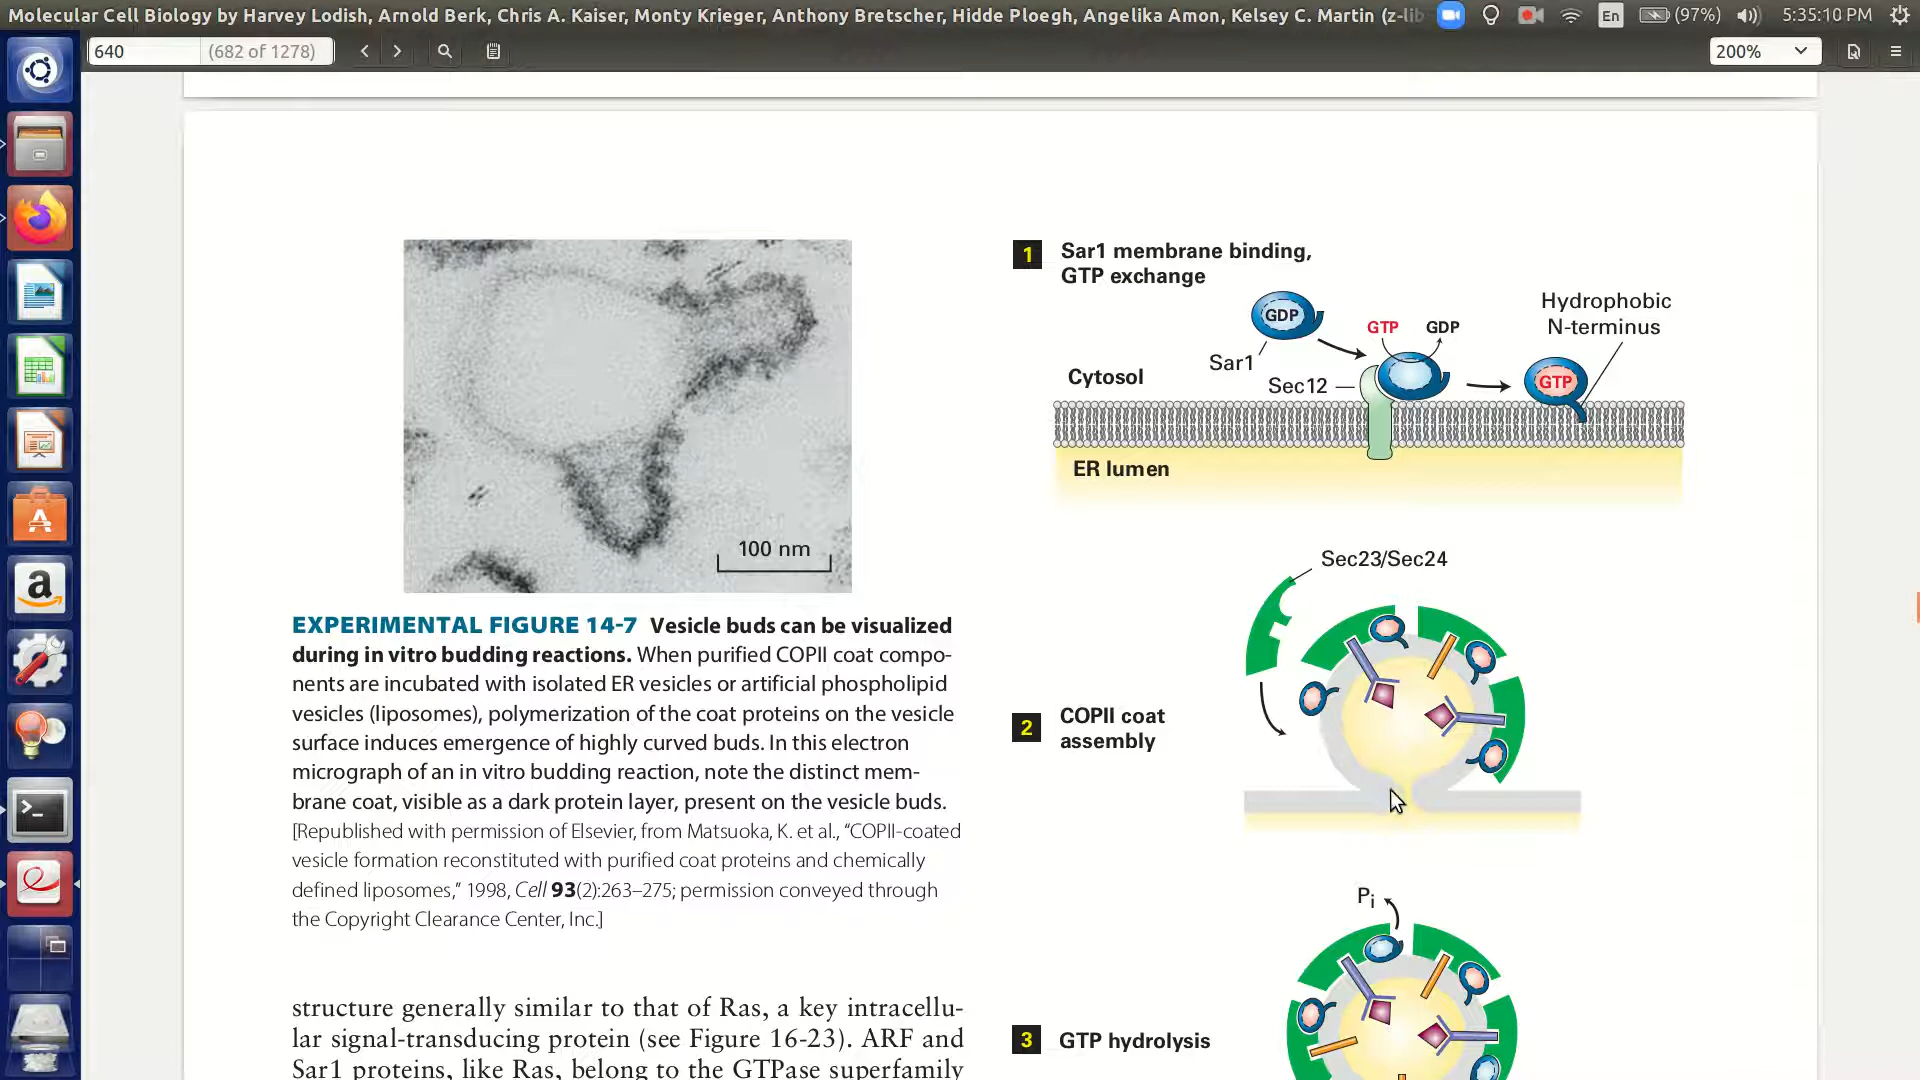 Molecular Cell Biology by Harvey Lodish, Arnold Berk, Chris A. Kaiser, Monty Krieger, Anthony Bretscher, Hidde Ploegh, Angelika Amon, Kelsey C. Martin (z-lib
En
(97%)
5:35:10 PM
640
(682 of 1278)
200%
100 nm
EXPERIMENTAL FIGURE 14-7 Vesicle buds can be visualized
during in vitro budding reactions. When purified COPII coat compo-
nents are incubated with isolated ER vesicles or artificial phospholipid
vesicles (liposomes), polymerization of the coat proteins on the vesicle
surface induces emergence of highly curved buds. In this electron
micrograph of an in vitro budding reaction, note the distinct mem-
brane coat, visible as a dark protein layer, present on the vesicle buds.
[Republished with permission of Elsevier, from Matsuoka, K. et al., “COPII-coated
vesicle formation reconstituted with purified coat proteins and chemically
defined liposomes,” 1998, Cell 93(2):263–275; permission conveyed through
the Copyright Clearance Center, Inc.]
structure generally similar to that of Ras, a key intracellu-
lar signal-transducing protein (see Figure 16-23). ARF and
Sar1 proteins, like Ras, belong to the GTPase superfamily
1 Sar1 membrane binding,
GTP exchange
GDP
Sar1
GTP
GDP
Hydrophobic
N-terminus
Cytosol
Sec12
GTP
ER lumen
Sec23/Sec24
2 COPII coat
assembly
Pi
3 GTP hydrolysis